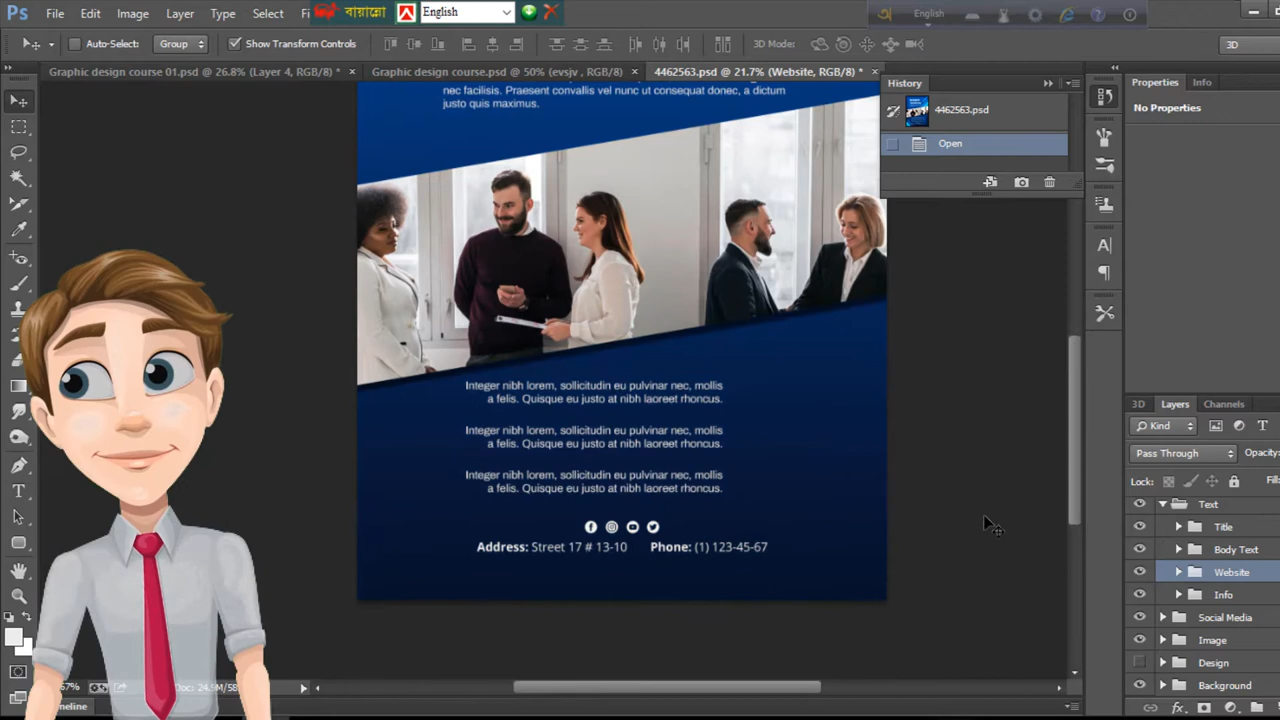 Ps File Edit Image Layer Type Select বায়ান্নো English English
Auto-Select: Group Show Transform Controls 3D Mode: 3D
Graphic design course 01.psd @ 26.8% (Layer 4, RGB/8) * × Graphic design course.psd @ 50% (evsjv , RGB/8) × 4462563.psd @ 21.7% (Website, RGB/8) * ×
History
4462563.psd
Open
Properties Info
No Properties
nec facilisis. Praesent convallis vel nunc ut consequat donec, a dictum
justo quis maximus.
Integer nibh lorem, sollicitudin eu pulvinar nec, mollis
a felis. Quisque eu justo at nibh laoreet rhoncus.
Integer nibh lorem, sollicitudin eu pulvinar nec, mollis
a felis. Quisque eu justo at nibh laoreet rhoncus.
Integer nibh lorem, sollicitudin eu pulvinar nec, mollis
a felis. Quisque eu justo at nibh laoreet rhoncus.
Address: Street 17 # 13-10 Phone: (1) 123-45-67
3D Layers Channels
Kind
Pass Through Opacity:
Lock:
Text
Title
Body Text
Website
Info
Social Media
Image
Design
Background
67% Doc: 24.9M/58
meline